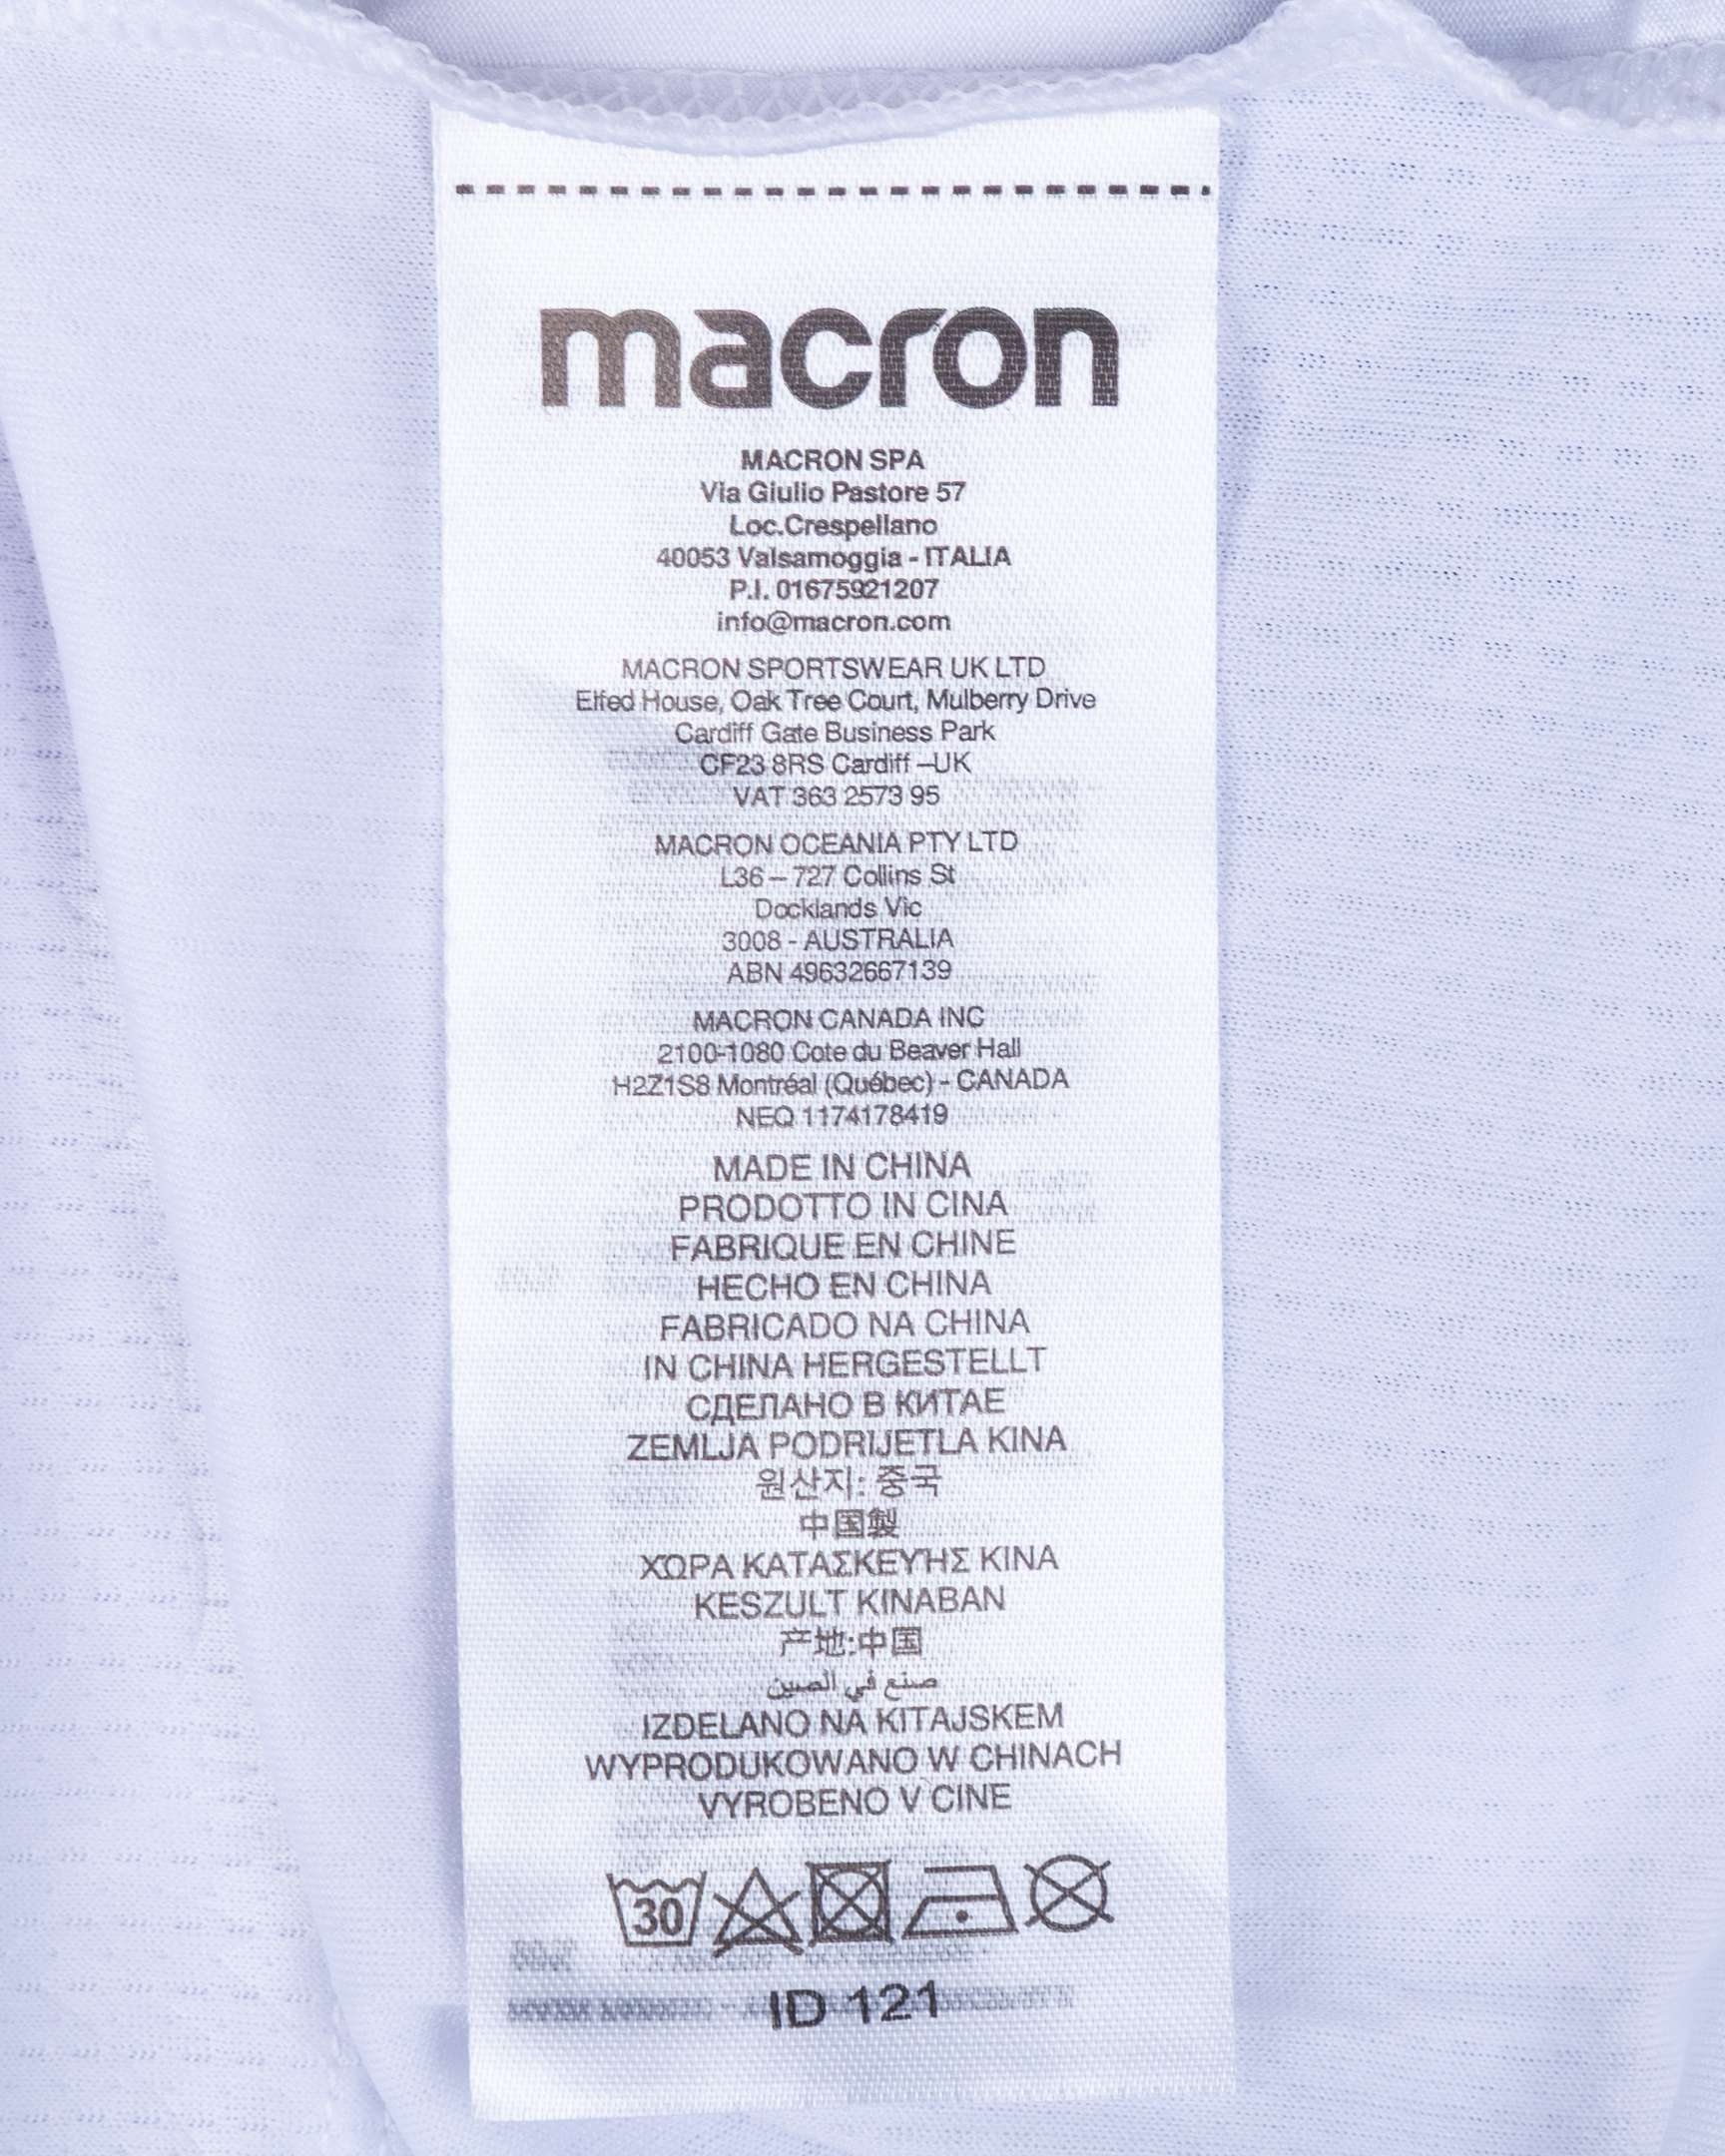 macron
MACRON SPA
Via Giulio Pastore 57
Loc.Crespellano
40053 Valsamoggia - ITALIA
P.I. 01675921207
info@macron.com
MACRON SPORTSWEAR UK LTD
Elfed House, Oak Tree Court, Mulberry Drive
Cardiff Gate Business Park
CF23 8RS Cardiff –UK
VAT 363 2573 95
MACRON OCEANIA PTY LTD
L36 – 727 Collins St
Docklands Vic
3008 - AUSTRALIA
ABN 49632667139
MACRON CANADA INC
2100-1080 Cote du Beaver Hall
H2Z1S8 Montréal (Québec) - CANADA
NEQ 1174178419
MADE IN CHINA
PRODOTTO IN CINA
FABRIQUE EN CHINE
HECHO EN CHINA
FABRICADO NA CHINA
IN CHINA HERGESTELLT
СДЕЛАНО В КИТАЕ
ZEMLJA PODRIJETLA KINA
원산지: 중국
中国製
ΧΩΡΑ ΚΑΤΑΣΚΕΥΉΣ ΚΙΝΑ
KESZULT KINABAN
产地:中国
صنع في الصين
IZDELANO NA KITAJSKEM
WYPRODUKOWANO W CHINACH
VYROBENO V CINE
30
ID 121